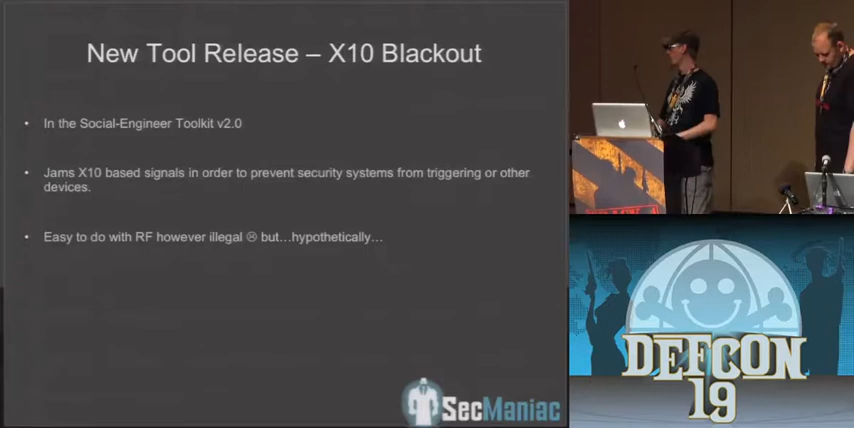 New Tool Release – X10 Blackout
• In the Social-Engineer Toolkit v2.0
• Jams X10 based signals in order to prevent security systems from triggering or other
devices.
• Easy to do with RF however illegal ☹ but…hypothetically…
SecManiac
DEFCON
19